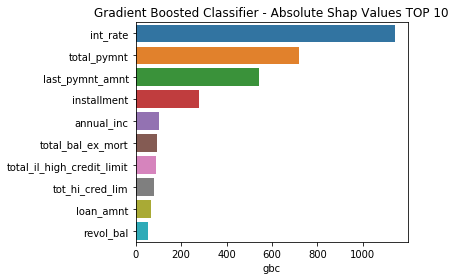 Gradient Boosted Classifier - Absolute Shap Values TOP 10
int_rate
total_pymnt
last_pymnt_amnt
installment
annual_inc
total_bal_ex_mort
total_il_high_credit_limit
tot_hi_cred_lim
loan_amnt
revol_bal
0 200 400 600 800 1000
gbc